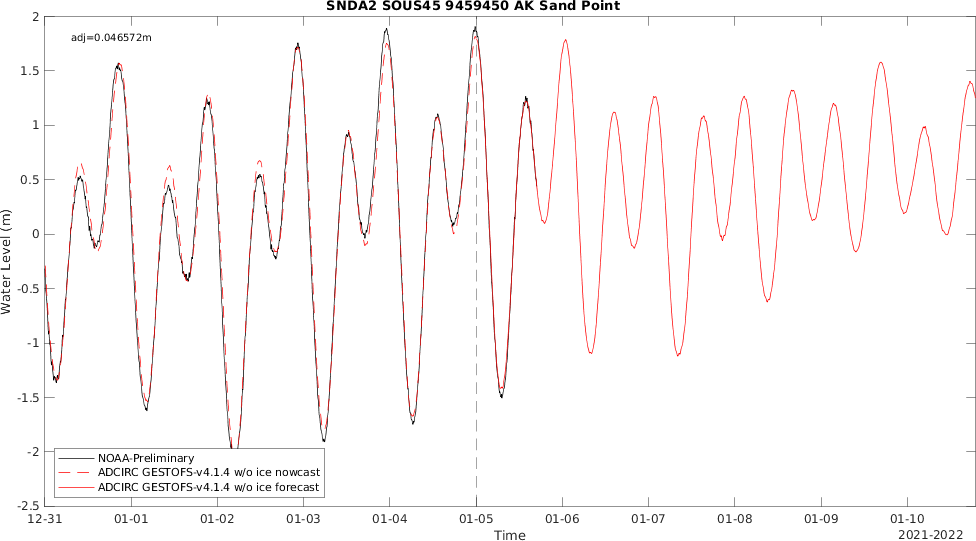 SNDA2 SOUS45 9459450 AK Sand Point
adj=0.046572m
2
1.5
1
0.5
0
-0.5
-1
-1.5
-2
-2.5
Water Level (m)
NOAA-Preliminary
ADCIRC GESTOFS-v4.1.4 w/o ice nowcast
ADCIRC GESTOFS-v4.1.4 w/o ice forecast
12-31 01-01 01-02 01-03 01-04 01-05 01-06 01-07 01-08 01-09 01-10
Time
2021-2022